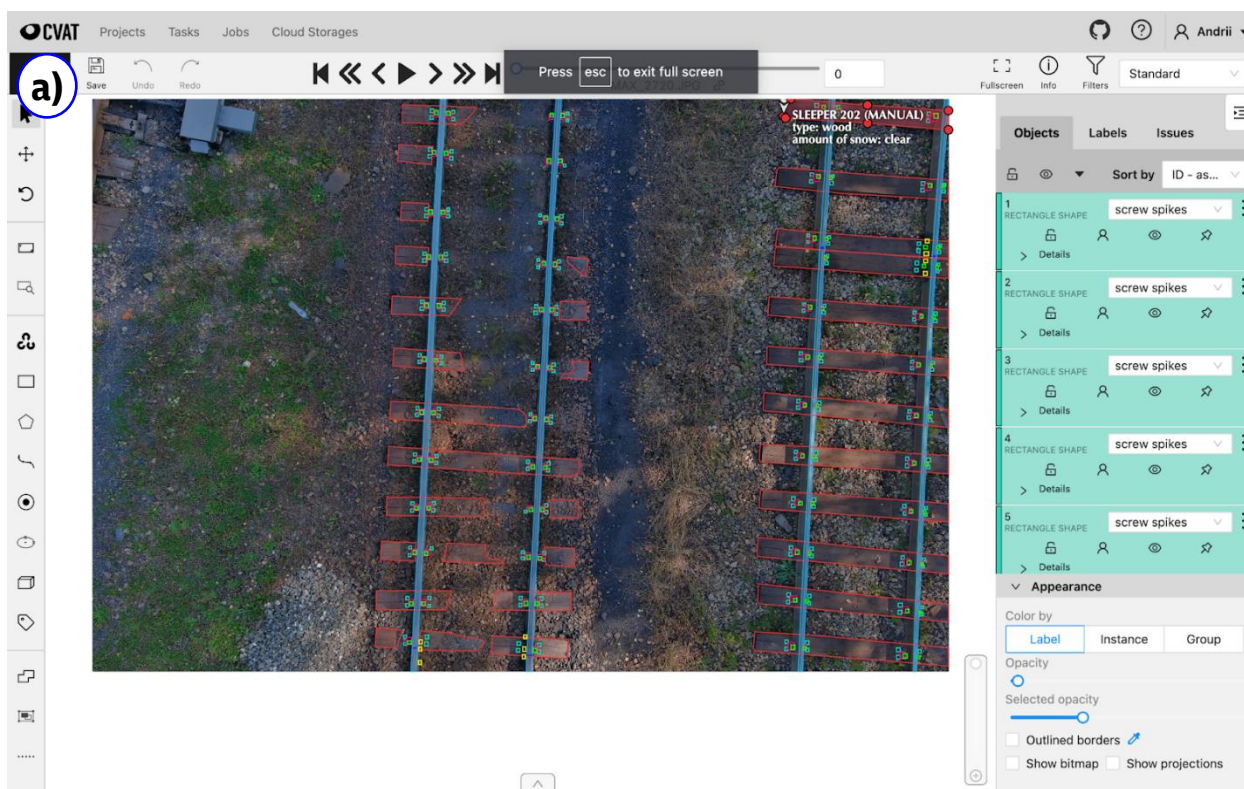 CVAT Projects Tasks Jobs Cloud Storages Andrii
a)
Save Undo Redo Press esc to exit full screen 0 Fullscreen Info Filters Standard
SLEEPER 202 (MANUAL)
type: wood
amount of snow: clear
Objects Labels Issues
Sort by ID - as...
1 screw spikes
RECTANGLE SHAPE
Details
2 screw spikes
RECTANGLE SHAPE
Details
3 screw spikes
RECTANGLE SHAPE
Details
4 screw spikes
RECTANGLE SHAPE
Details
5 screw spikes
RECTANGLE SHAPE
Details
Appearance
Color by
Label Instance Group
Opacity
Selected opacity
Outlined borders
Show bitmap Show projections